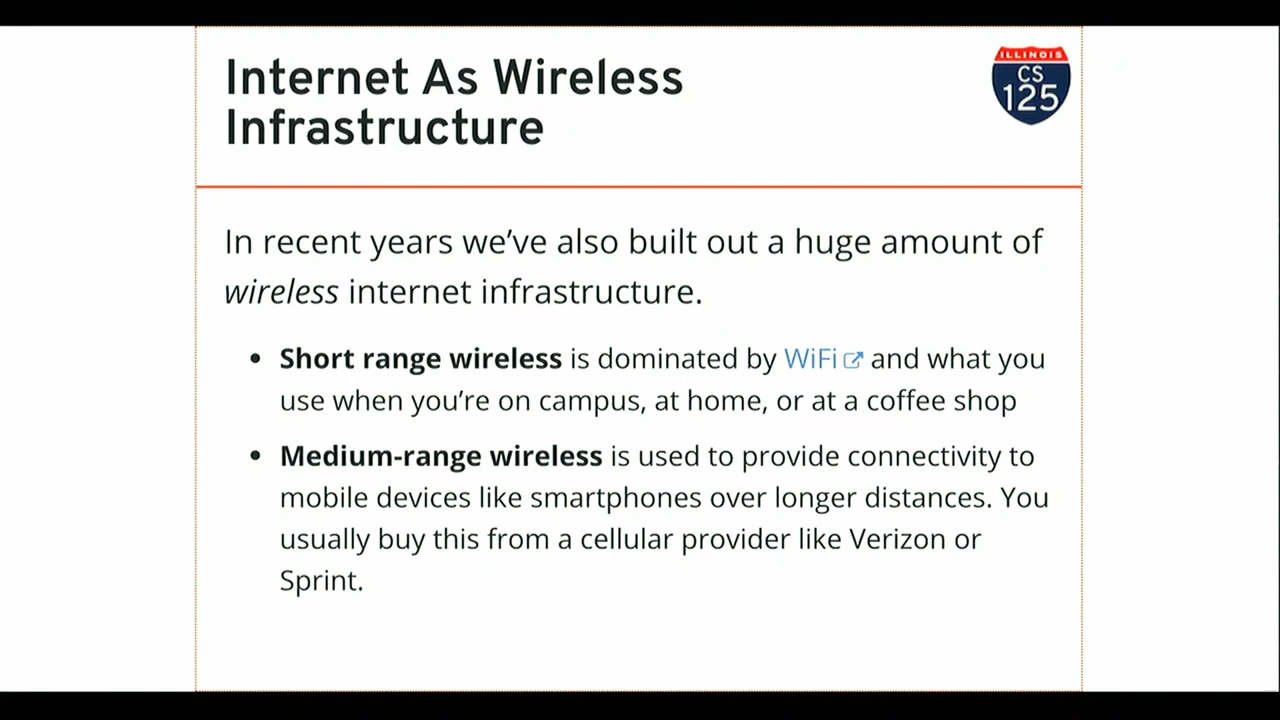 Internet As Wireless
Infrastructure
ILLINOIS
CS
125
In recent years we’ve also built out a huge amount of
wireless internet infrastructure.
• Short range wireless is dominated by WiFi and what you
use when you’re on campus, at home, or at a coffee shop
• Medium-range wireless is used to provide connectivity to
mobile devices like smartphones over longer distances. You
usually buy this from a cellular provider like Verizon or
Sprint.